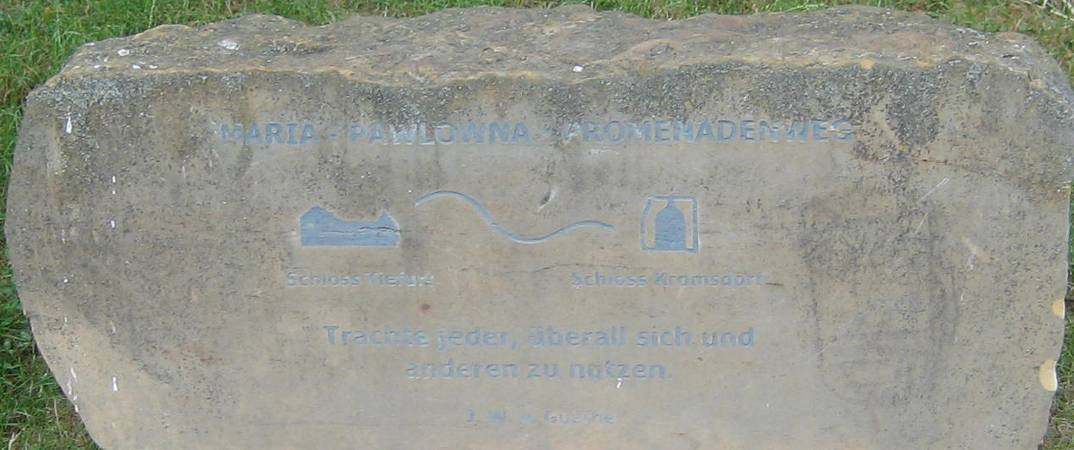 MARIA - PAWLOWNA - PROMENADENWEG
Schloss Tiefurt
Schloss Kromsdorf
Trachte jeder, überall sich und
anderen zu nutzen.
J. W. v. Goethe